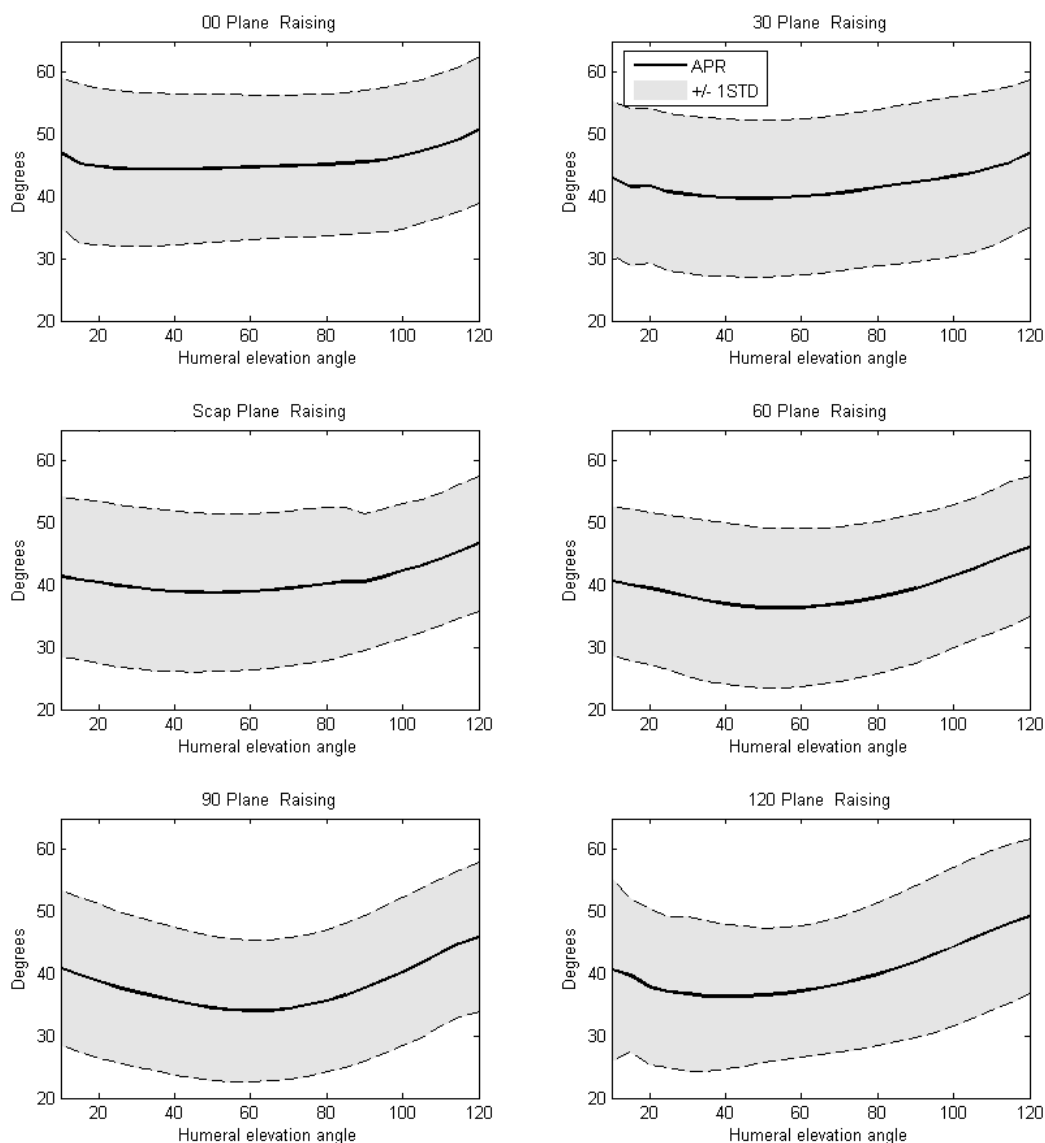 00 Plane  Raising
60
50
40
30
20
Degrees
20 40 60 80 100 120
Humeral elevation angle
30 Plane  Raising
APR
+/- 1STD
60
50
40
30
20
Degrees
20 40 60 80 100 120
Humeral elevation angle
Scap Plane  Raising
60
50
40
30
20
Degrees
20 40 60 80 100 120
Humeral elevation angle
60 Plane  Raising
60
50
40
30
20
Degrees
20 40 60 80 100 120
Humeral elevation angle
90 Plane  Raising
60
50
40
30
20
Degrees
20 40 60 80 100 120
Humeral elevation angle
120 Plane  Raising
60
50
40
30
20
Degrees
20 40 60 80 100 120
Humeral elevation angle